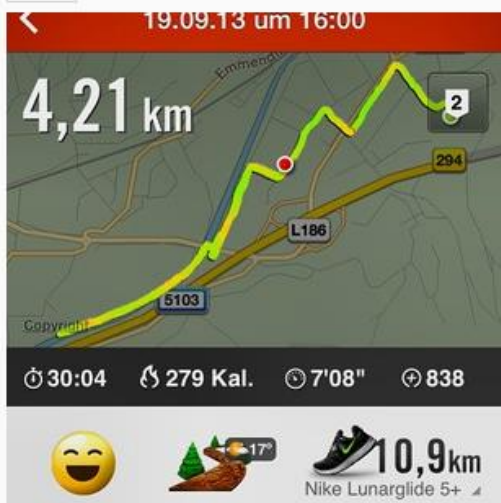 19.09.13 um 16:00
Emmendi
4,21 km
2
294
L186
5103
Copyright
30:04 279 Kal. 7'08" 838
17°
10,9km
Nike Lunarglide 5+